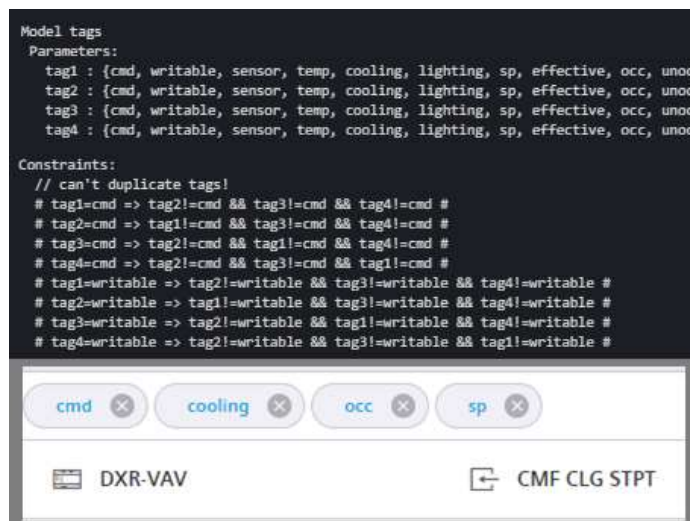 Model tags
Parameters:
tag1 : {cmd, writable, sensor, temp, cooling, lighting, sp, effective, occ, unoc
tag2 : {cmd, writable, sensor, temp, cooling, lighting, sp, effective, occ, unoc
tag3 : {cmd, writable, sensor, temp, cooling, lighting, sp, effective, occ, unoc
tag4 : {cmd, writable, sensor, temp, cooling, lighting, sp, effective, occ, unoc
Constraints:
// can't duplicate tags!
# tag1=cmd => tag2!=cmd && tag3!=cmd && tag4!=cmd #
# tag2=cmd => tag1!=cmd && tag3!=cmd && tag4!=cmd #
# tag3=cmd => tag2!=cmd && tag1!=cmd && tag4!=cmd #
# tag4=cmd => tag2!=cmd && tag3!=cmd && tag1!=cmd #
# tag1=writable => tag2!=writable && tag3!=writable && tag4!=writable #
# tag2=writable => tag1!=writable && tag3!=writable && tag4!=writable #
# tag3=writable => tag2!=writable && tag1!=writable && tag4!=writable #
# tag4=writable => tag2!=writable && tag3!=writable && tag1!=writable #
cmd cooling occ sp
DXR-VAV CMF CLG STPT